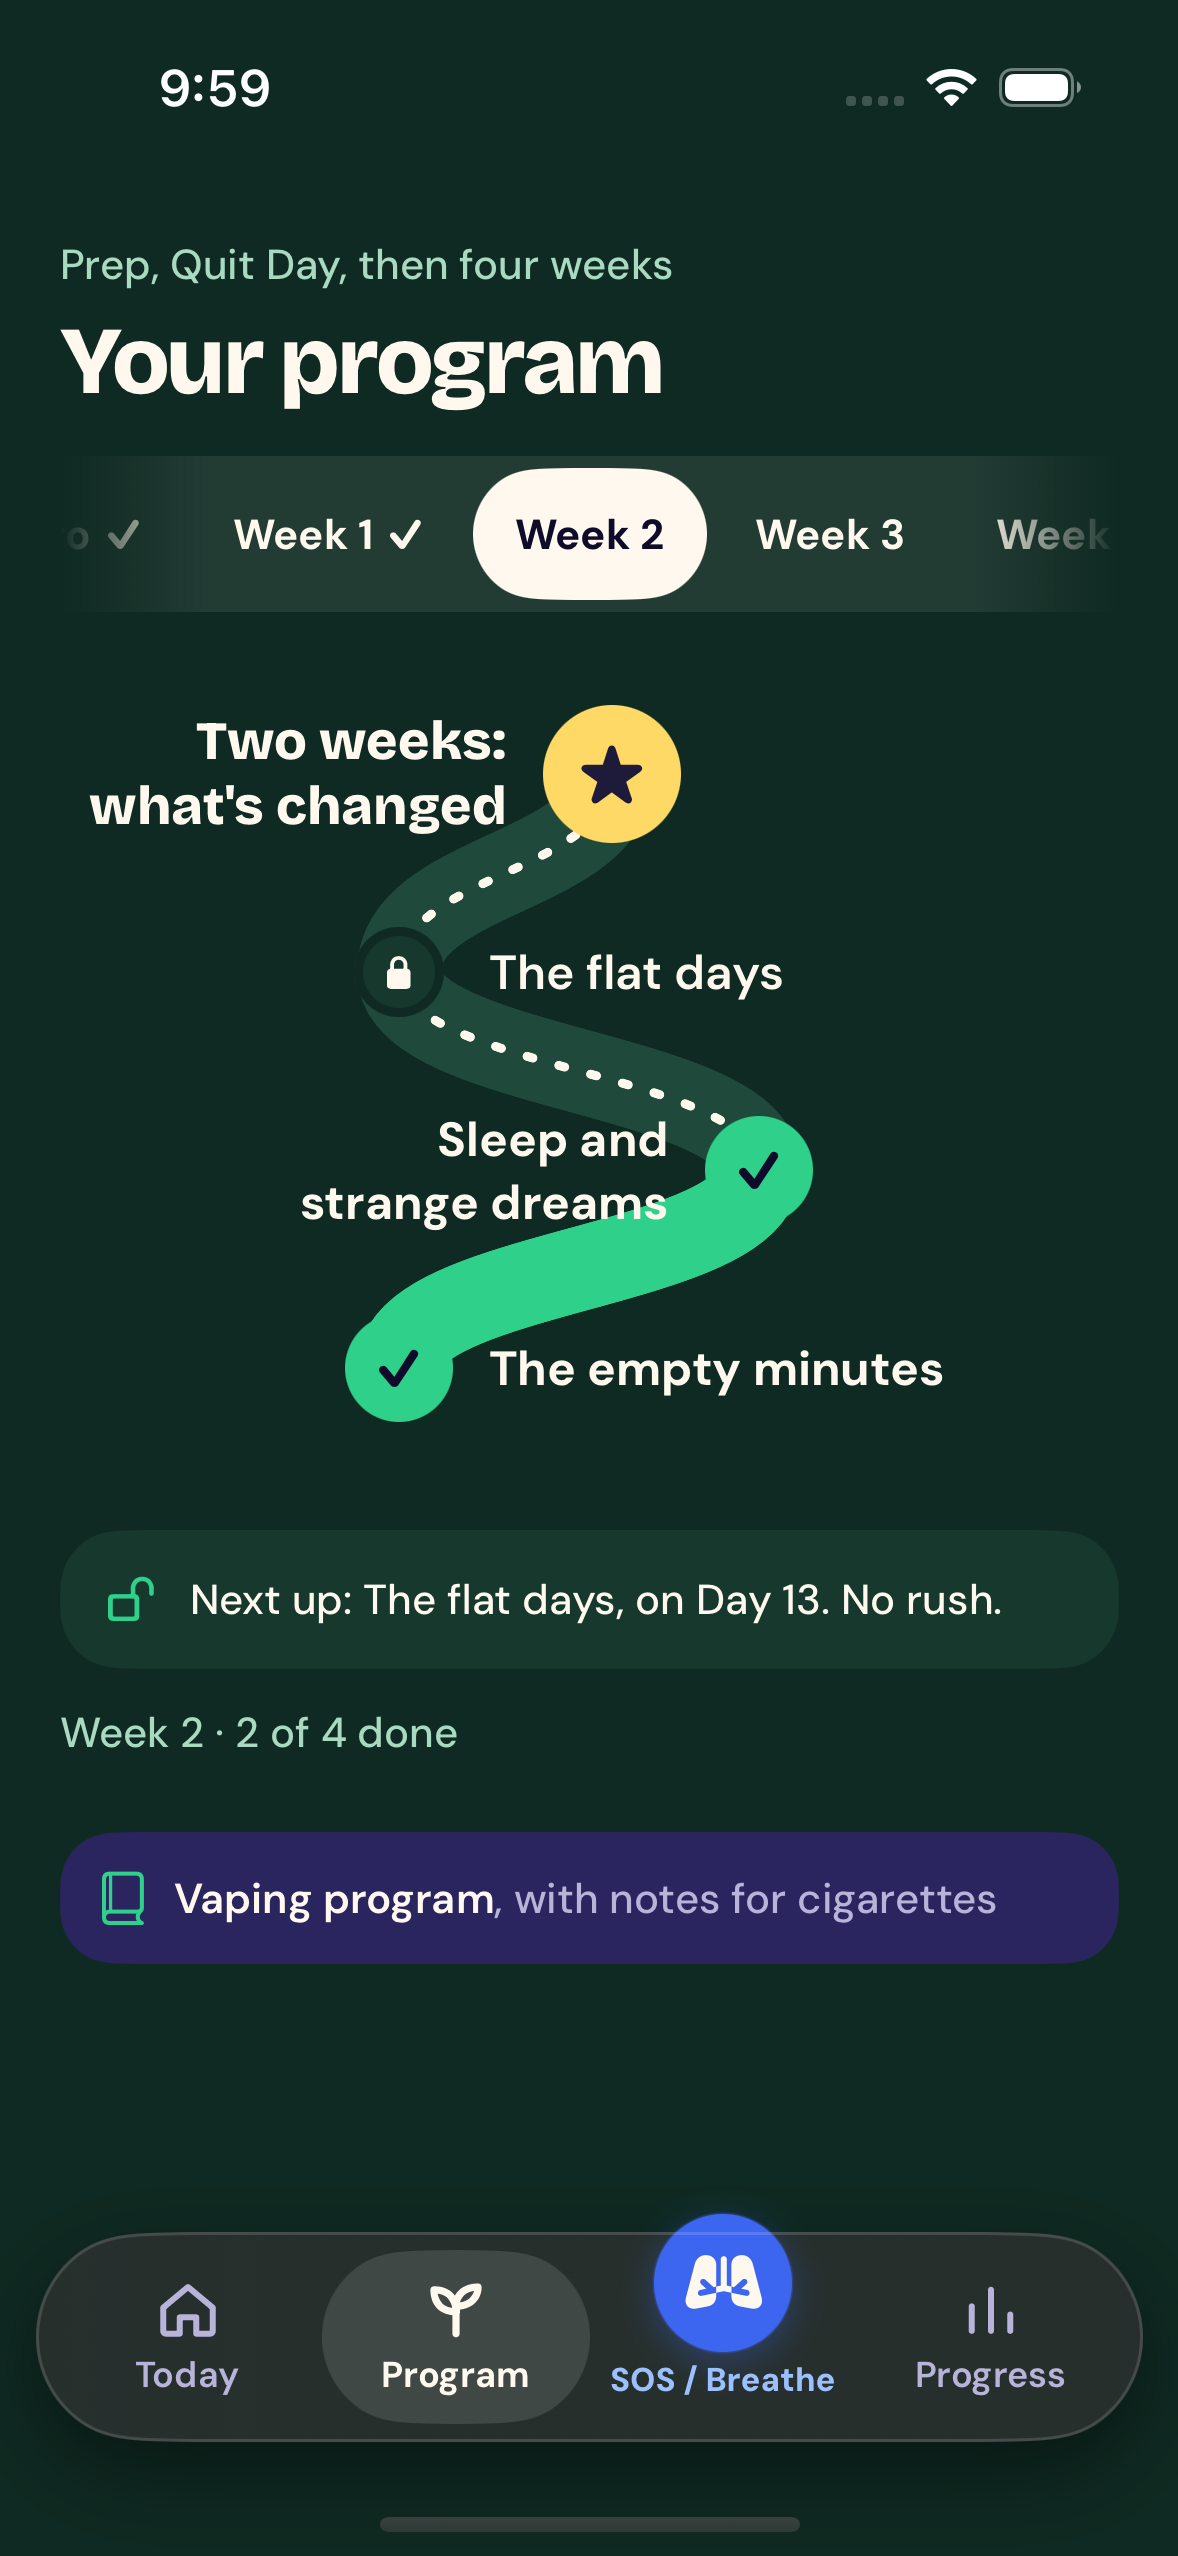 9:59
Prep, Quit Day, then four weeks
Your program
Week 1
Week 2
Week 3
Week
Two weeks:
what's changed
The flat days
Sleep and
strange dreams
The empty minutes
Next up: The flat days, on Day 13. No rush.
Week 2 · 2 of 4 done
Vaping program, with notes for cigarettes
Today
Program
SOS / Breathe
Progress